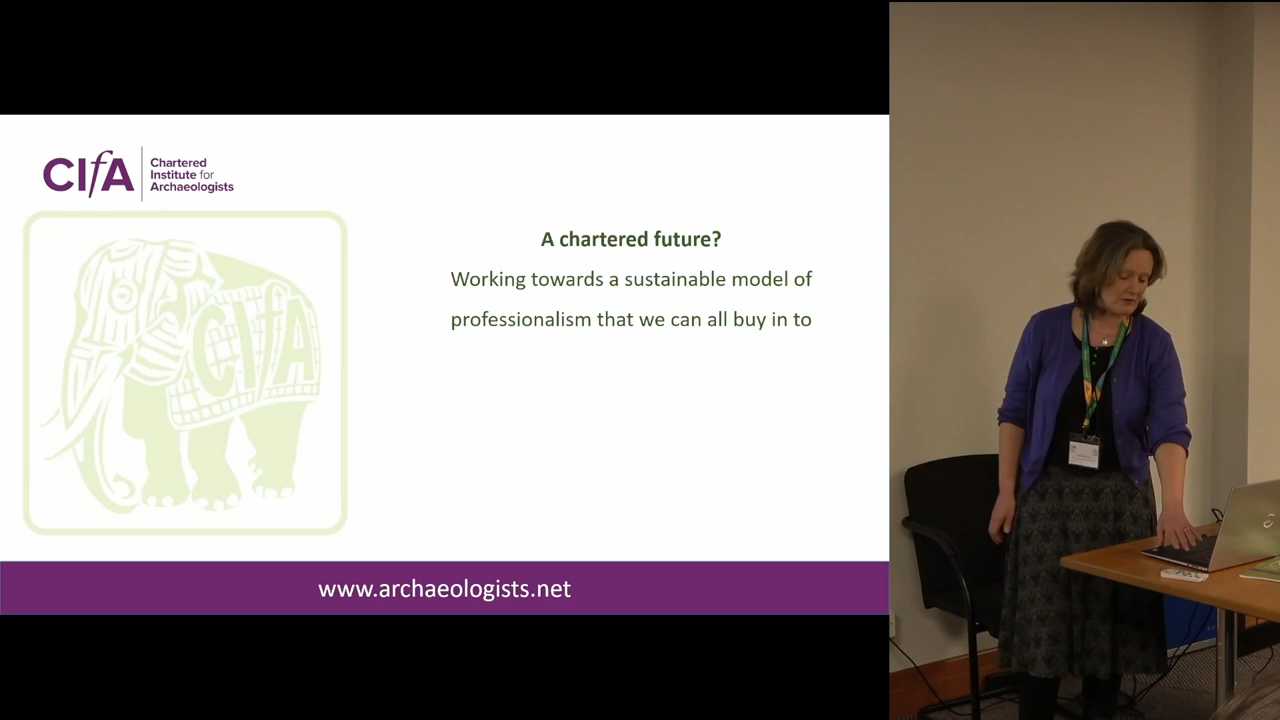 CIfA
Chartered
Institute for
Archaeologists
CIfA
A chartered future?
Working towards a sustainable model of
professionalism that we can all buy in to
www.archaeologists.net